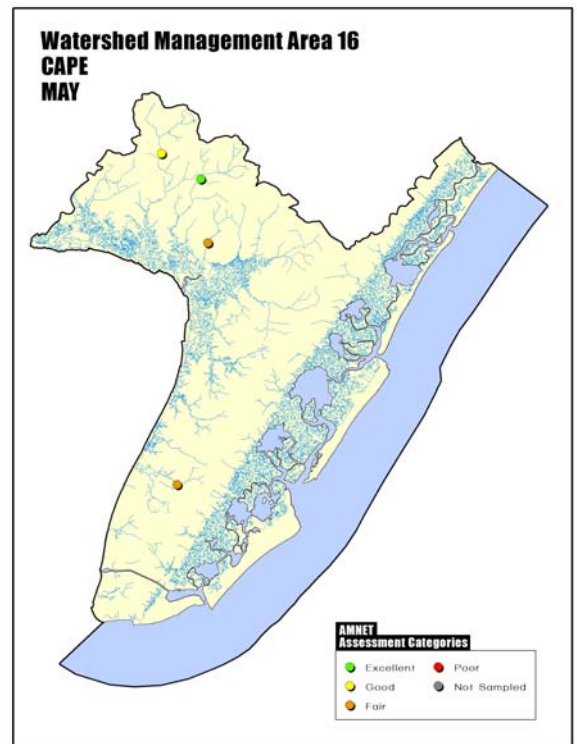 Watershed Management Area 16
CAPE
MAY
AMNET
Assessment Categories
Excellent
Poor
Good
Not Sampled
Fair